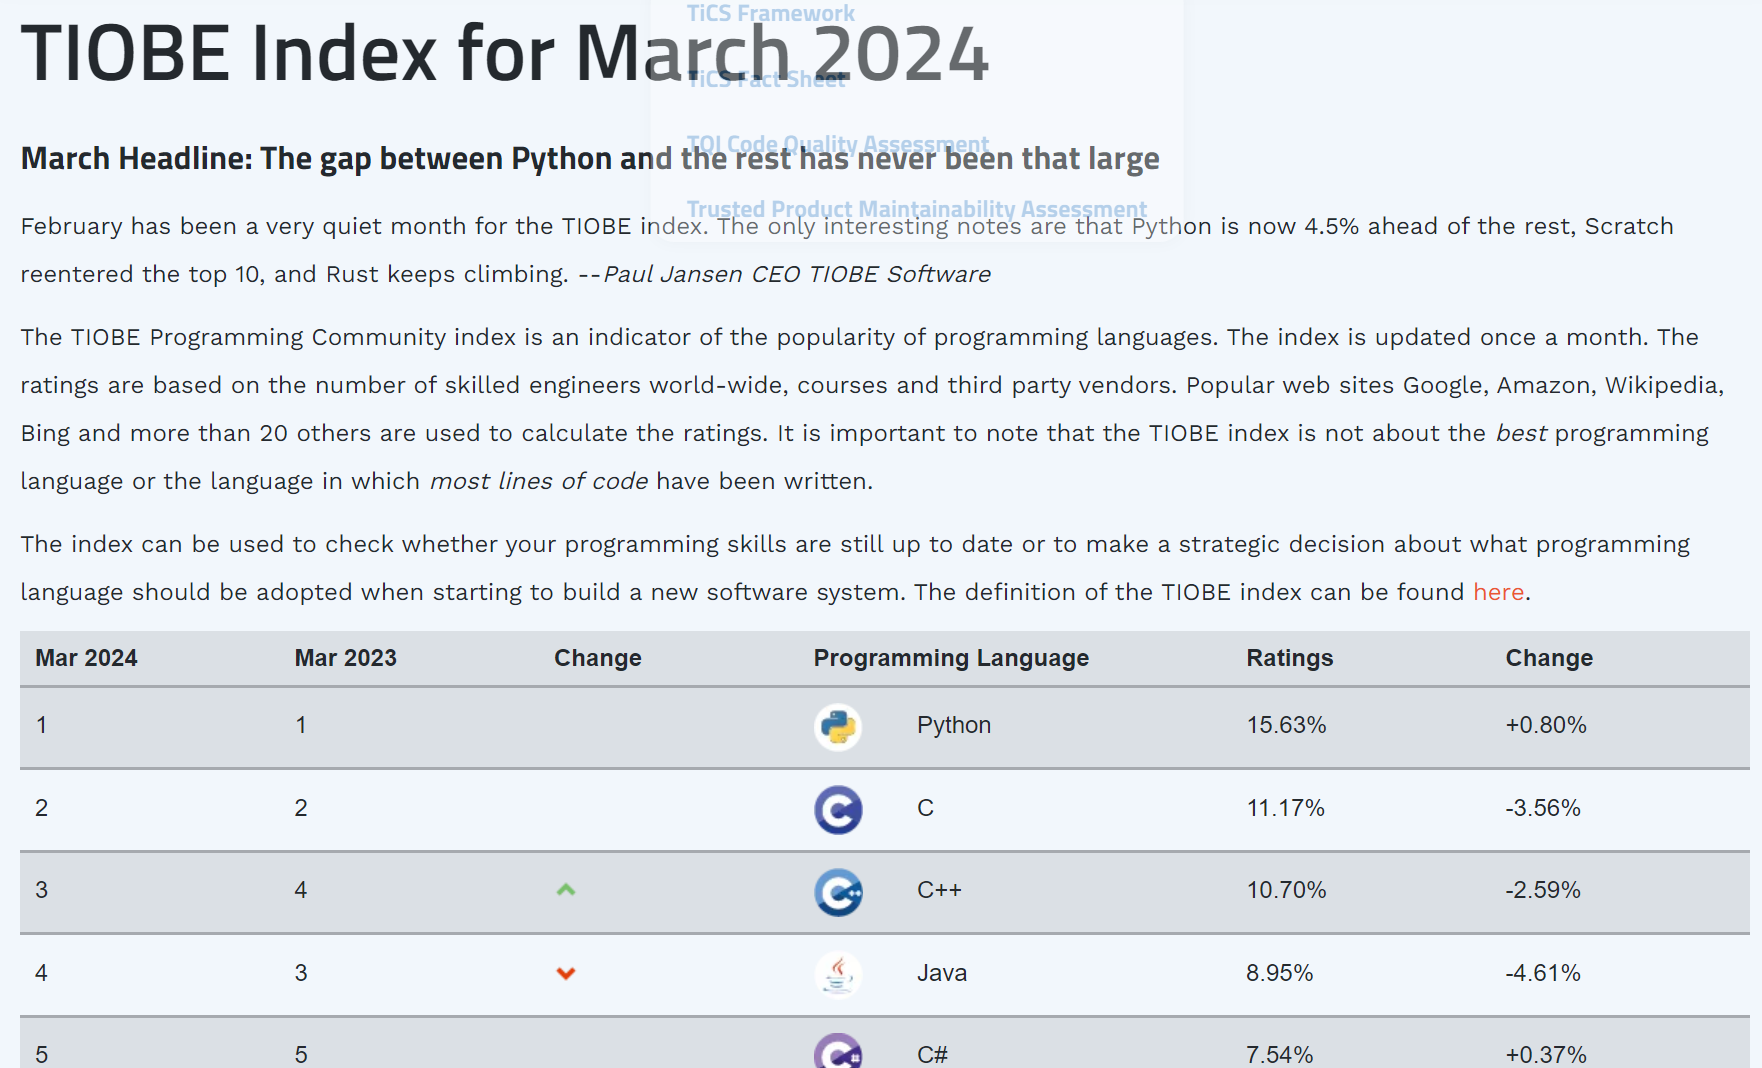 TiCS Framework
TIOBE Index for March 2024
TiCS Fact Sheet
TQI Code Quality Assessment
March Headline: The gap between Python and the rest has never been that large
Trusted Product Maintainability Assessment
February has been a very quiet month for the TIOBE index. The only interesting notes are that Python is now 4.5% ahead of the rest, Scratch
reentered the top 10, and Rust keeps climbing. --Paul Jansen CEO TIOBE Software
The TIOBE Programming Community index is an indicator of the popularity of programming languages. The index is updated once a month. The
ratings are based on the number of skilled engineers world-wide, courses and third party vendors. Popular web sites Google, Amazon, Wikipedia,
Bing and more than 20 others are used to calculate the ratings. It is important to note that the TIOBE index is not about the best programming
language or the language in which most lines of code have been written.
The index can be used to check whether your programming skills are still up to date or to make a strategic decision about what programming
language should be adopted when starting to build a new software system. The definition of the TIOBE index can be found here.
Mar 2024 Mar 2023 Change Programming Language Ratings Change
1 1 Python 15.63% +0.80%
2 2 C 11.17% -3.56%
3 4 C++ 10.70% -2.59%
4 3 Java 8.95% -4.61%
5 5 C# 7.54% +0.37%